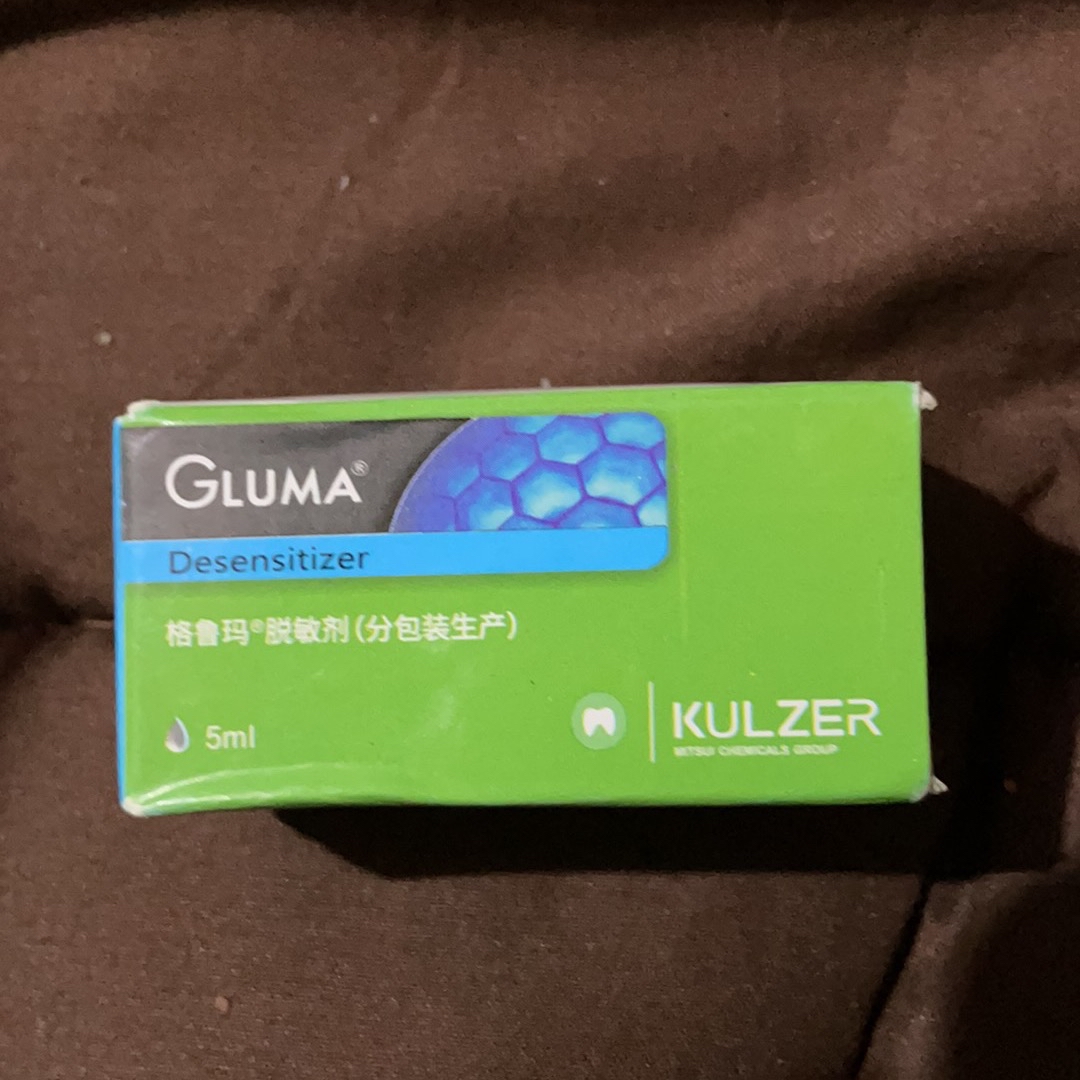 GLUMA®
Desensitizer
格鲁玛®脱敏剂(分包装生产)
5ml
KULZER
MITSUI CHEMICALS GROUP